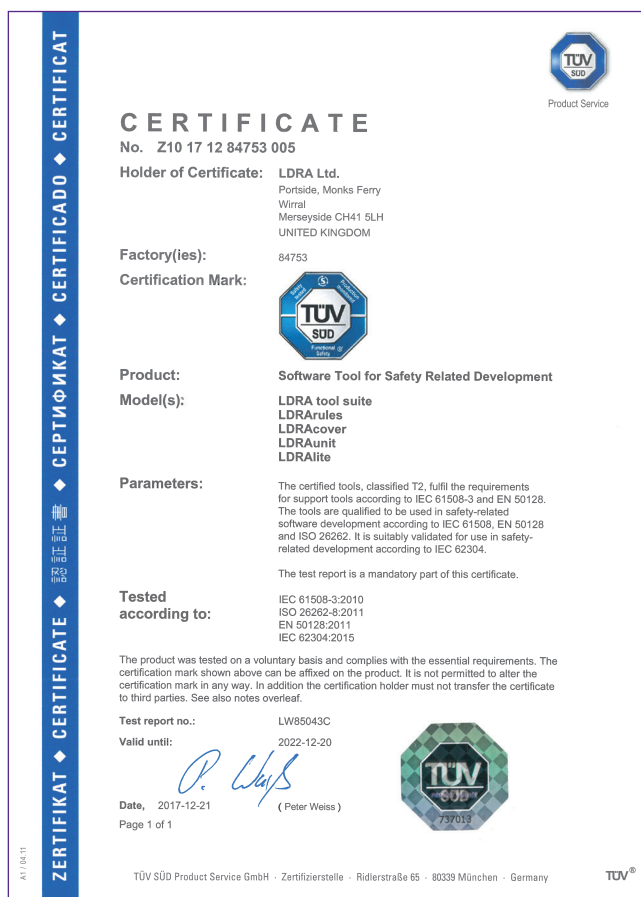 ZERTIFIKAT ◆ CERTIFICATE ◆ 認証証書 ◆ СЕРТИФИКАТ ◆ CERTIFICADO ◆ CERTIFICAT
TÜV
SÜD
Product Service
CERTIFICATE
No. Z10 17 12 84753 005
Holder of Certificate: LDRA Ltd.
Portside, Monks Ferry
Wirral
Merseyside CH41 5LH
UNITED KINGDOM
Factory(ies): 84753
Certification Mark:
Safety tested
Production monitored
TÜV
SÜD
Functional Safety
Product: Software Tool for Safety Related Development
Model(s): LDRA tool suite
LDRArules
LDRAcover
LDRAunit
LDRAlite
Parameters: The certified tools, classified T2, fulfil the requirements
for support tools according to IEC 61508-3 and EN 50128.
The tools are qualified to be used in safety-related
software development according to IEC 61508, EN 50128
and ISO 26262. It is suitably validated for use in safety-
related development according to IEC 62304.
The test report is a mandatory part of this certificate.
Tested
according to:
IEC 61508-3:2010
ISO 26262-8:2011
EN 50128:2011
IEC 62304:2015
The product was tested on a voluntary basis and complies with the essential requirements. The
certification mark shown above can be affixed on the product. It is not permitted to alter the
certification mark in any way. In addition the certification holder must not transfer the certificate
to third parties. See also notes overleaf.
Test report no.: LW85043C
Valid until: 2022-12-20
P. Weiß
Date, 2017-12-21
( Peter Weiss )
Page 1 of 1
TÜV
SÜD
737013
A1 / 04.11
TÜV SÜD Product Service GmbH · Zertifizierstelle · Ridlerstraße 65 · 80339 München · Germany
TÜV®